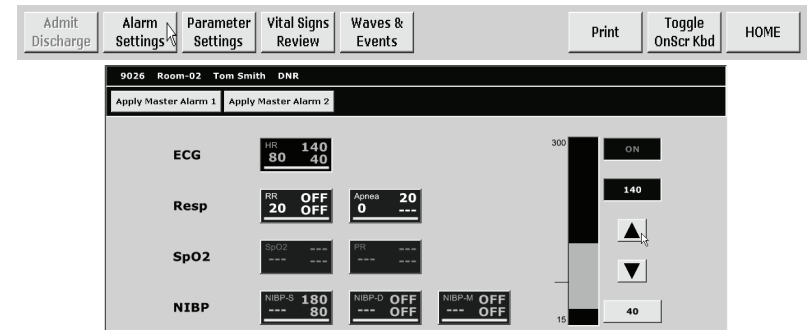 Admit Discharge
Alarm Settings
Parameter Settings
Vital Signs Review
Waves & Events
Print
Toggle OnScr Kbd
HOME
9026 Room-02 Tom Smith DNR
Apply Master Alarm 1 Apply Master Alarm 2
ECG
HR 140
80 40
300
ON
140
Resp
RR OFF
20 OFF
Apnea 20
0 ---
SpO2
SpO2 ---
--- ---
PR ---
--- ---
NIBP
NIBP-S 180
--- 80
NIBP-D OFF
--- OFF
NIBP-M OFF
--- OFF
15
40